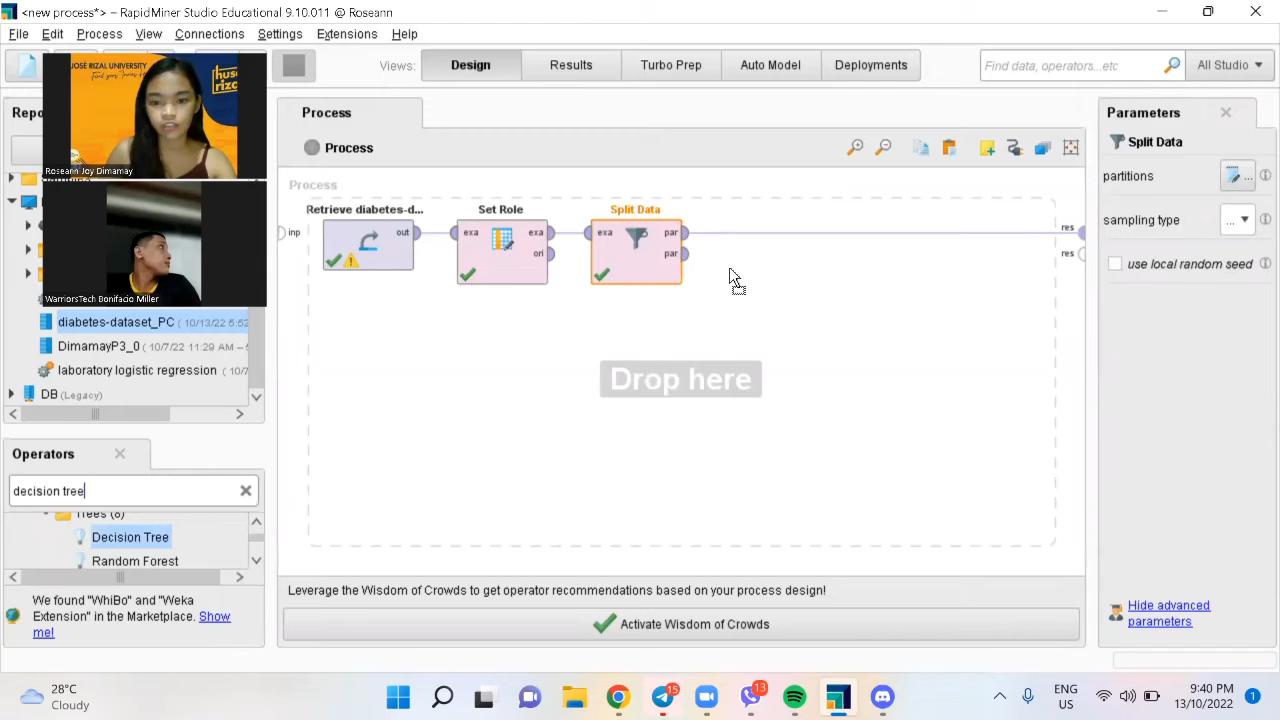 <new process*> – RapidMiner Studio Educational 9.10.011 @ Roseann
File Edit Process View Connections Settings Extensions Help
Views: Design Results Turbo Prep Auto Model Deployments
Find data, operators...etc
All Studio
JOSÉ RIZAL UNIVERSITY
Roseann Joy Dimamay
WarriorsTech Bonifacio Miller
Repo
diabetes-dataset_PC ( 10/13/22 5:52
DimamayP3_0 ( 10/7/22 11:29 AM –
laboratory logistic regression ( 10/7
DB (Legacy)
Operators
decision tree
Trees (8)
Decision Tree
Random Forest
We found "WhiBo" and "Weka
Extension" in the Marketplace. Show
me!
Process
Process
Process
Retrieve diabetes-d...
Set Role
Split Data
inp
out
exa
exa
ori
exa
par
par
res
res
Drop here
Leverage the Wisdom of Crowds to get operator recommendations based on your process design!
Activate Wisdom of Crowds
Parameters
Split Data
partitions
...
sampling type
...
use local random seed
Hide advanced
parameters
28°C
Cloudy
15
13
ENG
US
9:40 PM
13/10/2022
1